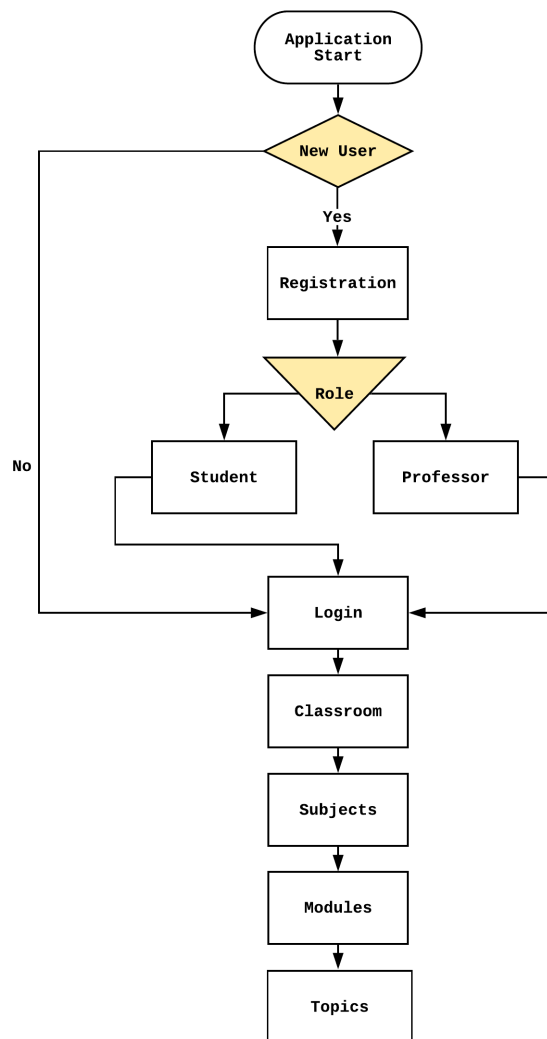 Application
Start
New User
Yes
Registration
Role
Student
Professor
No
Login
Classroom
Subjects
Modules
Topics